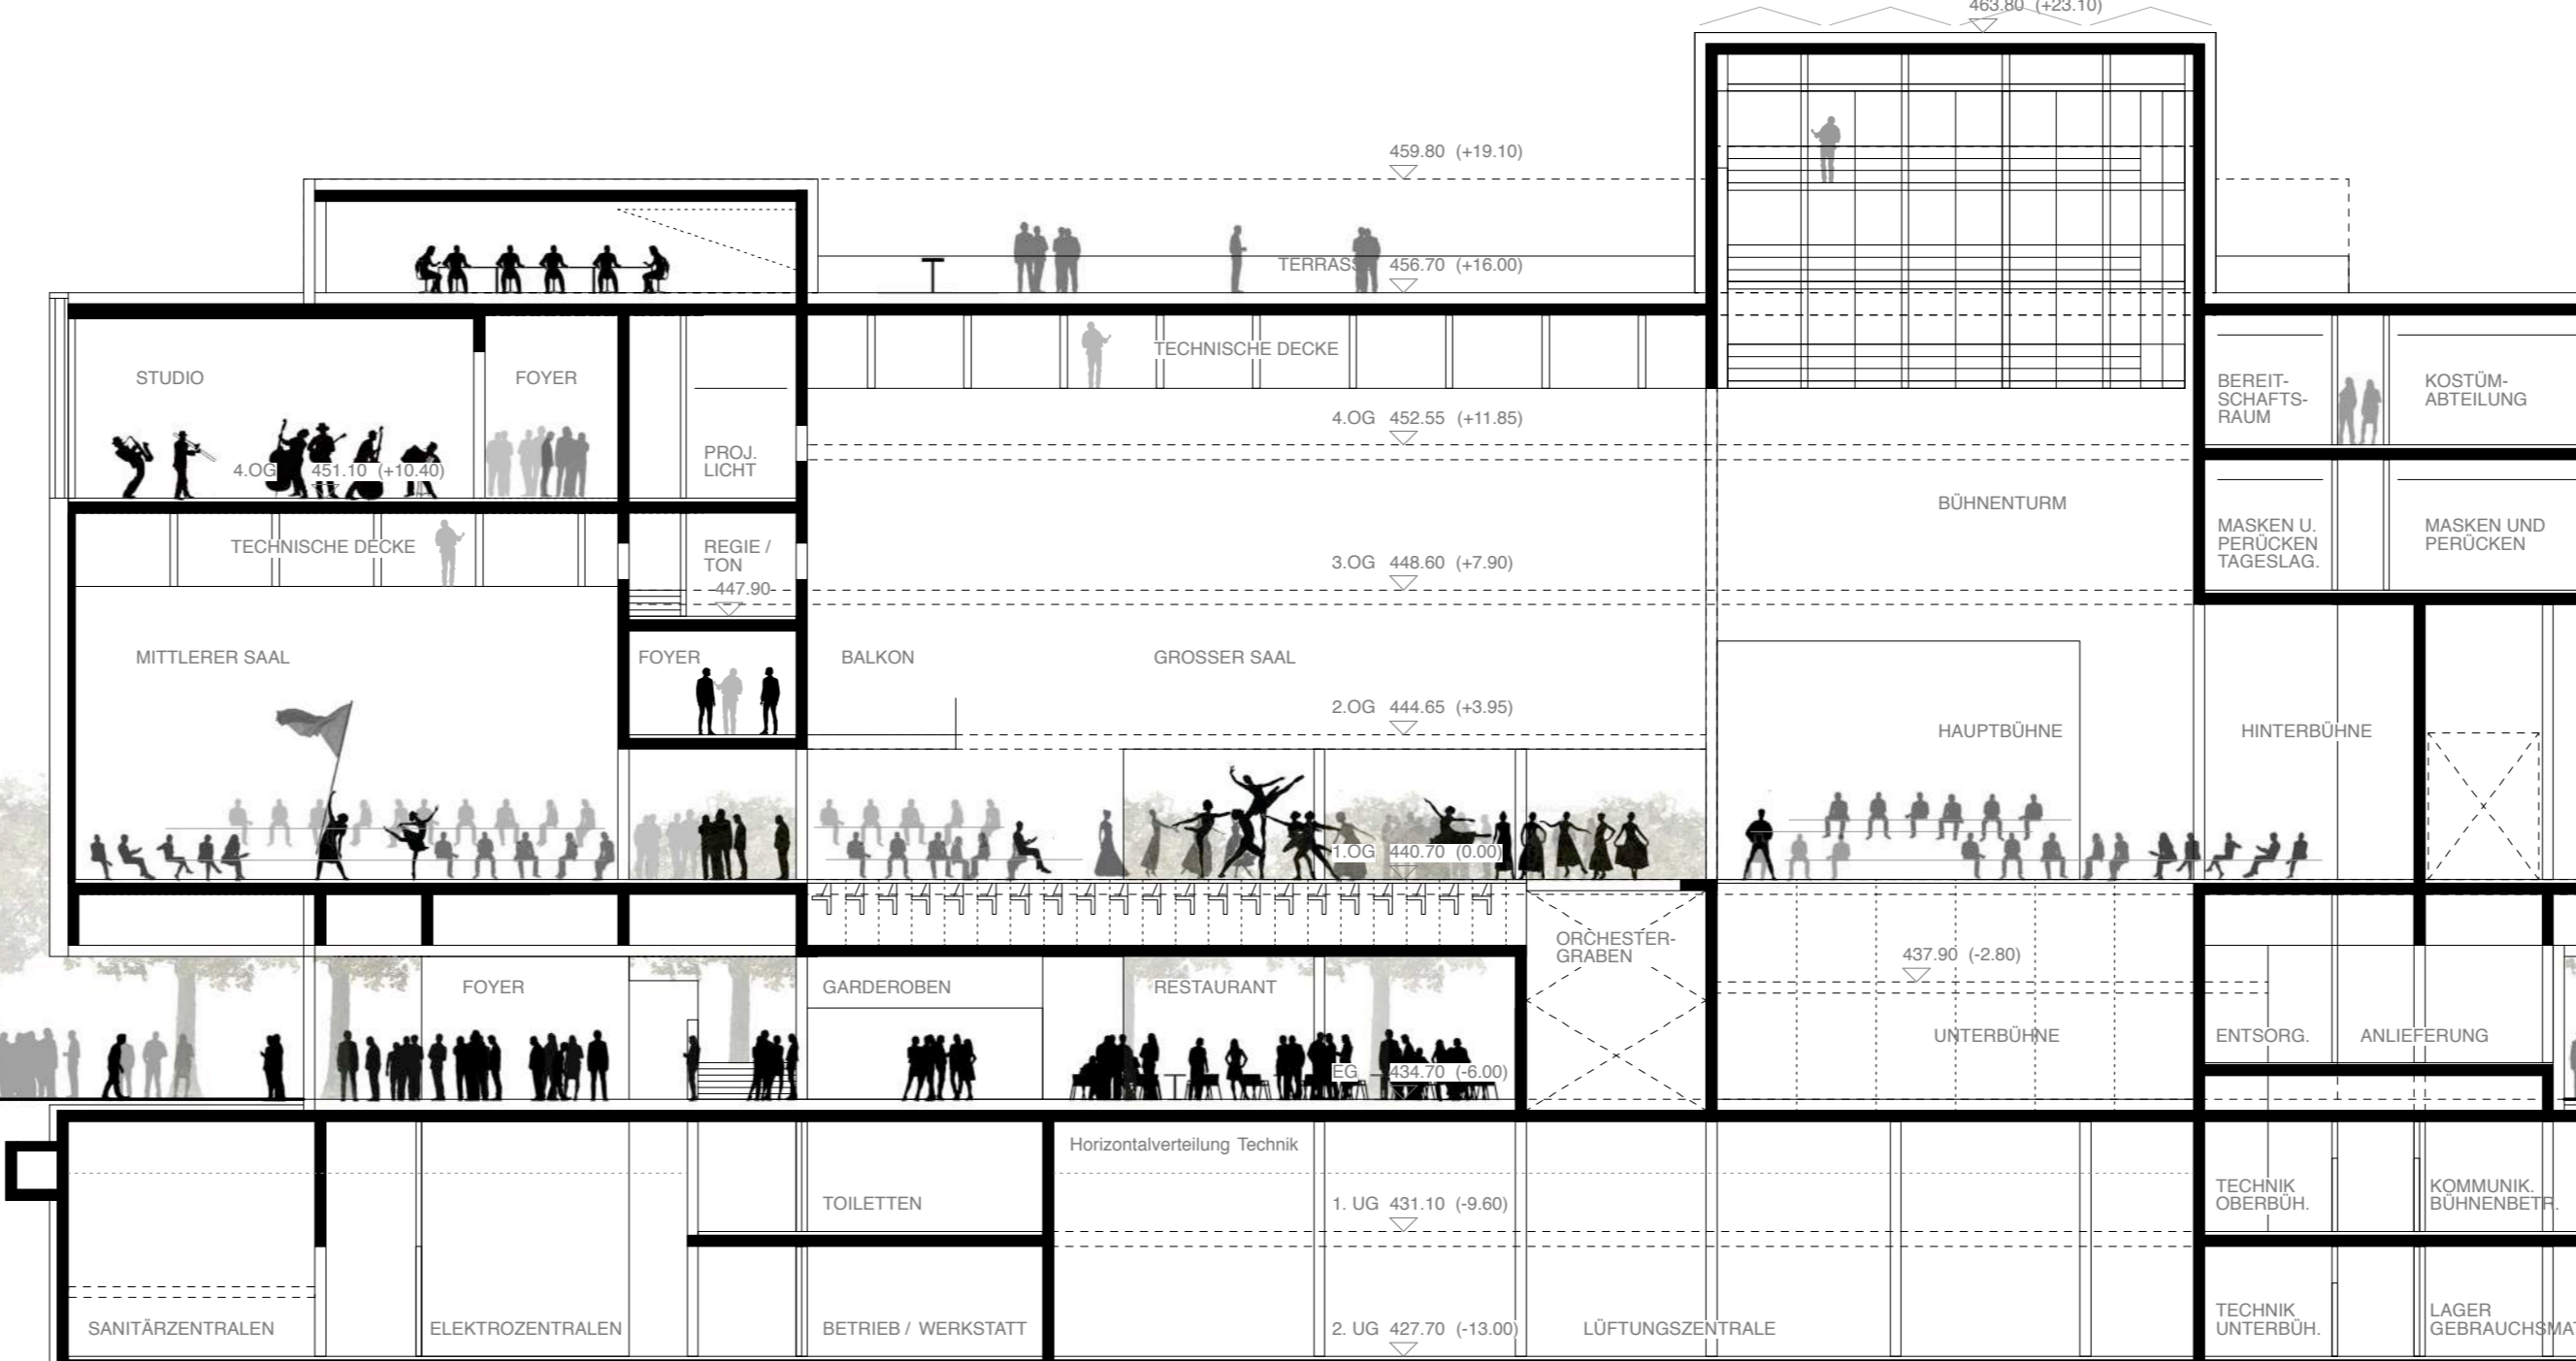 463.80 (+23.10)
459.80 (+19.10)
TERRASS 456.70 (+16.00)
TECHNISCHE DECKE
STUDIO
FOYER
BEREIT-
SCHAFTS-
RAUM
KOSTÜM-
ABTEILUNG
4.OG 452.55 (+11.85)
PROJ.
LICHT
4.OG 451.10 (+10.40)
BÜHNENTURM
TECHNISCHE DECKE
REGIE /
TON
447.90
3.OG 448.60 (+7.90)
MASKEN U.
PERÜCKEN
TAGESLAG.
MASKEN UND
PERÜCKEN
MITTLERER SAAL
FOYER
BALKON
GROSSER SAAL
2.OG 444.65 (+3.95)
HAUPTBÜHNE
HINTERBÜHNE
1.OG 440.70 (0.00)
ORCHESTER-
GRABEN
437.90 (-2.80)
FOYER
GARDEROBEN
RESTAURANT
UNTERBÜHNE
ENTSORG.
ANLIEFERUNG
EG 434.70 (-6.00)
Horizontalverteilung Technik
TOILETTEN
1. UG 431.10 (-9.60)
TECHNIK
OBERBÜH.
KOMMUNIK.
BÜHNENBETR.
SANITÄRZENTRALEN
ELEKTROZENTRALEN
BETRIEB / WERKSTATT
2. UG 427.70 (-13.00)
LÜFTUNGSZENTRALE
TECHNIK
UNTERBÜH.
LAGER
GEBRAUCHSMAT